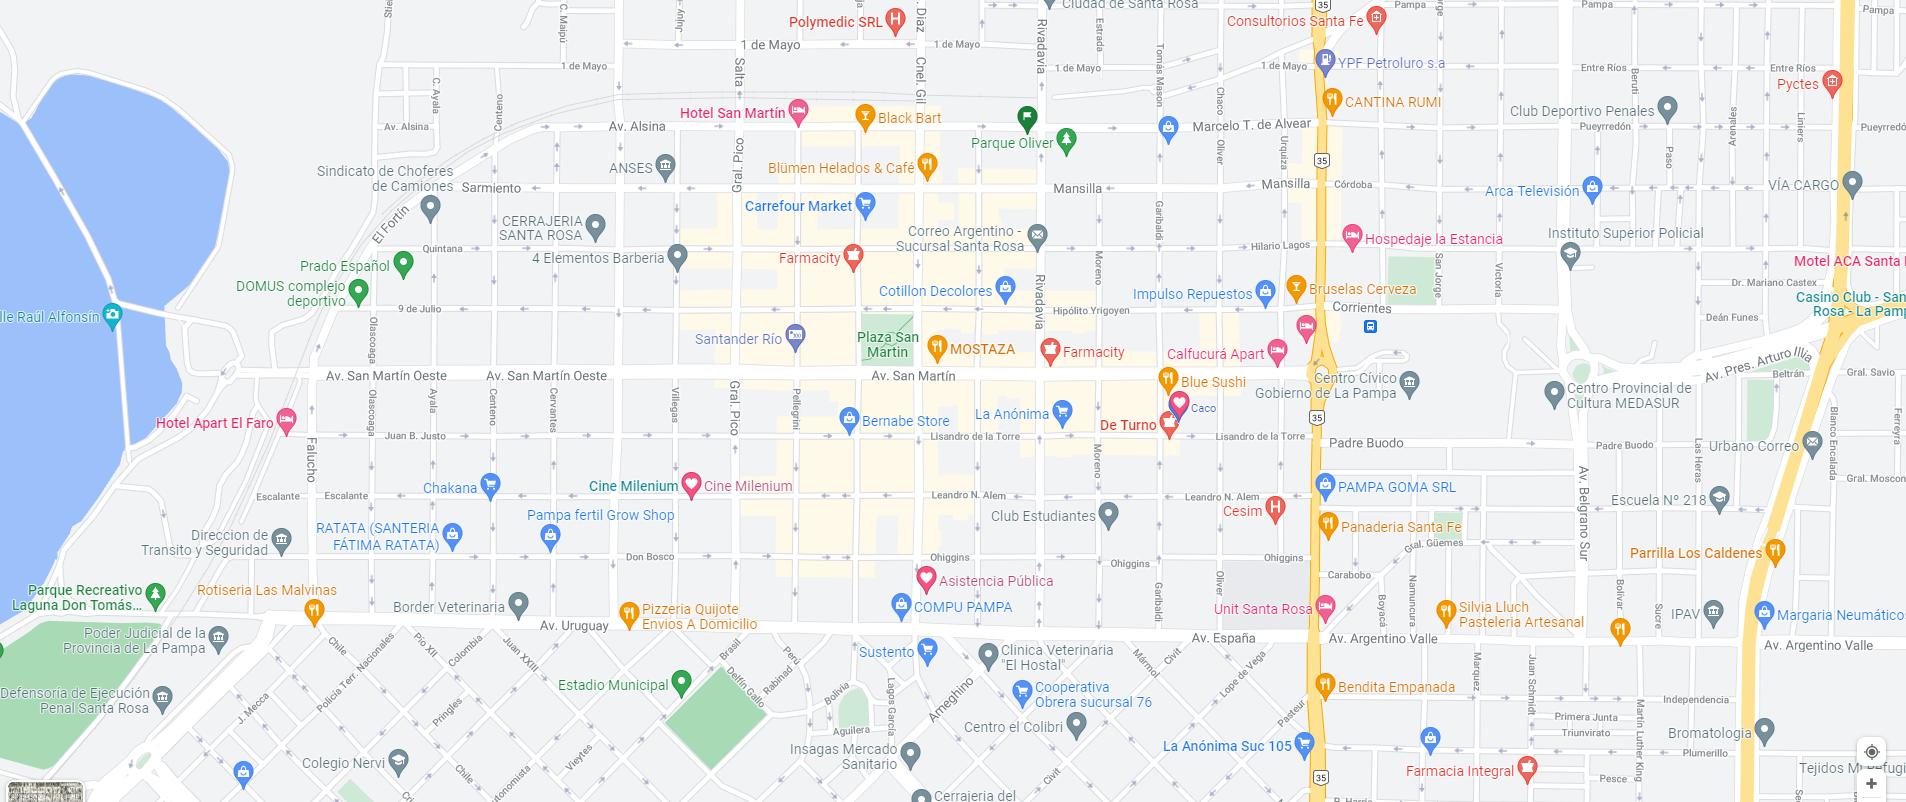 Ciudad de Santa Rosa
Pampa
Pampa
35
Polymedic SRL
H
Consultorios Santa Fe
C. Maipú
Cnel. Gil
Diaz
Rivadavia
Estrada
1 de Mayo
1 de Mayo
1 de Mayo
1 de Mayo
1 de Mayo
YPF Petroluro s.a
Entre Ríos
Entre Ríos
Pyctes
Salta
C. Ayala
Centeno
Tomás Mason
Chaco
Beruti
Hotel San Martín
Black Bart
CANTINA RUMI
Club Deportivo Penales
Av. Alsina
Av. Alsina
Marcelo T. de Alvear
Pueyrredón
Pueyrredón
Liniers
Arenales
Parque Oliver
Oliver
Urquiza
Paso
Gral. Pico
Sindicato de Choferes
de Camiones
ANSES
Blümen Helados & Café
35
Sarmiento
Mansilla
Mansilla
Córdoba
Arca Televisión
VÍA CARGO
El Fortín
CERRAJERIA
SANTA ROSA
Carrefour Market
Garibaldi
Correo Argentino -
Sucursal Santa Rosa
Hospedaje la Estancia
Instituto Superior Policial
Quintana
4 Elementos Barberia
Farmacity
Hilario Lagos
Moreno
San Jorge
Victoria
Motel ACA Santa
Prado Español
DOMUS complejo
deportivo
Cotillon Decolores
Impulso Repuestos
Bruselas Cerveza
Dr. Mariano Castex
Casino Club - San
Rosa - La Pamp
9 de Julio
Rivadavia
Hipólito Yrigoyen
Corrientes
Deán Funes
lle Raúl Alfonsín
Olascoaga
Santander Río
Plaza San
Martin
MOSTAZA
Farmacity
Calfucurá Apart
Av. San Martín Oeste
Av. San Martín Oeste
Av. San Martín
Blue Sushi
Centro Cívico
Gobierno de La Pampa
Av. Pres. Arturo Illia
Beltrán
Gral. Savio
Centro Provincial de
Cultura MEDASUR
Olascoaga
Ayala
Centeno
Cervantes
Villegas
Gral. Pico
Pellegrini
Caco
Hotel Apart El Faro
Bernabe Store
La Anónima
De Turno
35
Blanco Encalada
Ferreyra
Juan B. Justo
Lisandro de la Torre
Lisandro de la Torre
Padre Buodo
Padre Buodo
Las Heras
Urbano Correo
Falucho
Moreno
Av. Belgrano Sur
Gral. Moscon
Chakana
Cine Milenium
Cine Milenium
PAMPA GOMA SRL
Escalante
Escalante
Leandro N. Alem
Leandro N. Alem
Escuela Nº 218
Cesim
H
Direccion de
Transito y Seguridad
RATATA (SANTERIA
FÁTIMA RATATA)
Pampa fertil Grow Shop
Club Estudiantes
Panaderia Santa Fe
Gral. Güemes
Parrilla Los Caldenes
Don Bosco
Ohiggins
Ohiggins
Ohiggins
Carabobo
Asistencia Pública
Garibaldi
Oliver
Boyacá
Namuncura
Bolívar
Sucre
Parque Recreativo
Laguna Don Tomás...
Rotiseria Las Malvinas
Border Veterinaria
Pizzeria Quijote
Envios A Domicilio
COMPU PAMPA
Unit Santa Rosa
Silvia Lluch
Pasteleria Artesanal
IPAV
Margaria Neumáticos
Av. Uruguay
Av. España
Av. Argentino Valle
Av. Argentino Valle
Poder Judicial de la
Provincia de La Pampa
Chile
Policia Terr. Nacionales
Pío XII
Colombia
Juan XXIII
Brasil
Perú
Sustento
Clinica Veterinaria
"El Hostal"
Mármol
Civit
Lope de Vega
Marquez
Juan Schmidt
Martin Luther King
Defensoría de Ejecución
Penal Santa Rosa
J. Mecca
Pringles
Estadio Municipal
Delfín Gallo
Rabinad
Bolivia
Lagos García
Ameghino
Cooperativa
Obrera sucursal 76
Bendita Empanada
Independencia
Pasteur
Aguilera
Centro el Colibri
Primera Junta
Triunvirato
Bromatologia
Colegio Nervi
Vieytes
Insagas Mercado
Sanitario
La Anónima Suc 105
Plumerillo
Chile
Autonomista
Civit
35
Farmacia Integral
Pesce
Cerrajeria del